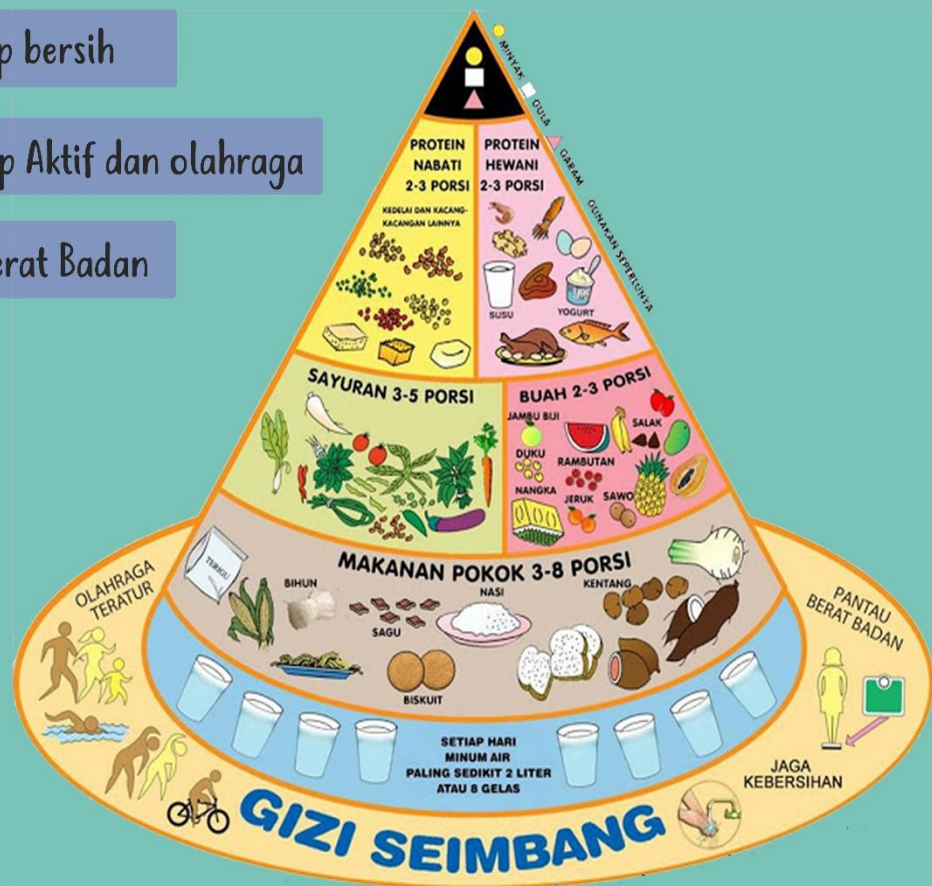 p bersih
p Aktif dan olahraga
erat Badan
MINYAK
GULA
GARAM
GUNAKAN SEPERLUNYA
PROTEIN
NABATI
2-3 PORSI
KEDELAI DAN KACANG-
KACANGAN LAINNYA
PROTEIN
HEWANI
2-3 PORSI
SUSU
YOGURT
SAYURAN 3-5 PORSI
BUAH 2-3 PORSI
JAMBU BIJI
SALAK
DUKU
RAMBUTAN
NANGKA
JERUK
SAWO
MAKANAN POKOK 3-8 PORSI
TERIGU
BIHUN
SAGU
NASI
KENTANG
BISKUIT
OLAHRAGA
TERATUR
PANTAU
BERAT BADAN
SETIAP HARI
MINUM AIR
PALING SEDIKIT 2 LITER
ATAU 8 GELAS
JAGA
KEBERSIHAN
GIZI SEIMBANG